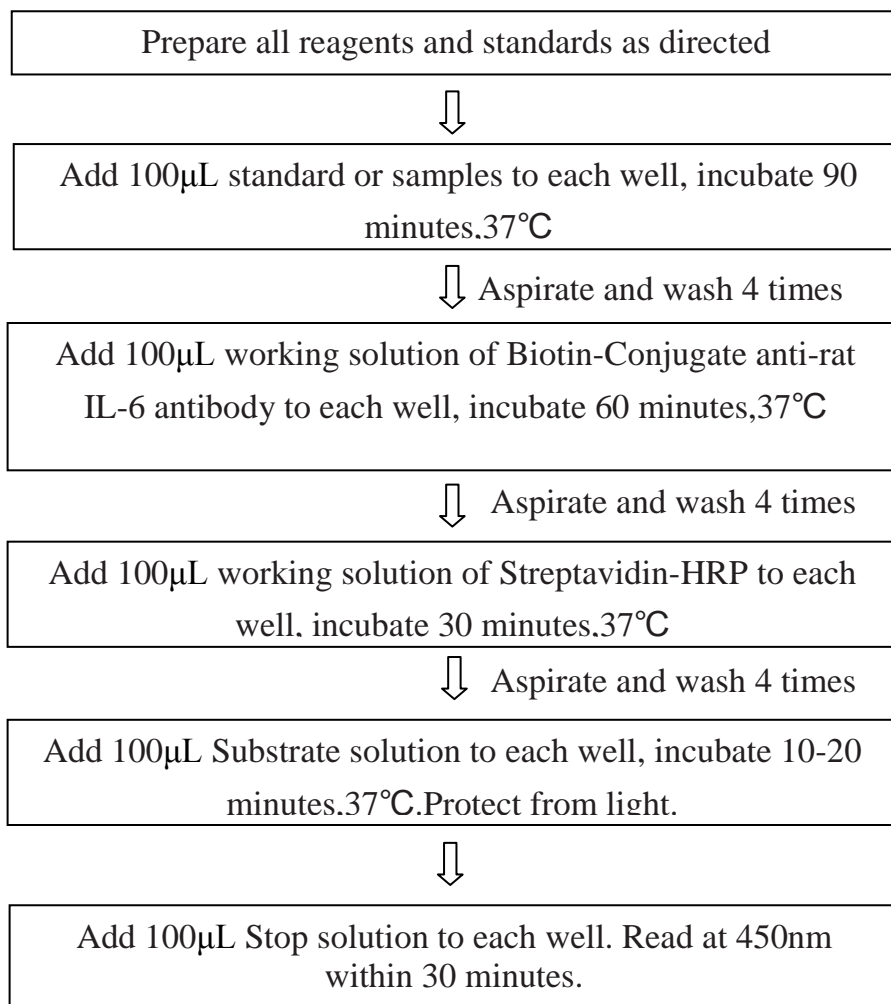 Prepare all reagents and standards as directed
Add 100μL standard or samples to each well, incubate 90
minutes,37℃
Aspirate and wash 4 times
Add 100μL working solution of Biotin-Conjugate anti-rat
IL-6 antibody to each well, incubate 60 minutes,37℃
Aspirate and wash 4 times
Add 100μL working solution of Streptavidin-HRP to each
well, incubate 30 minutes,37℃
Aspirate and wash 4 times
Add 100μL Substrate solution to each well, incubate 10-20
minutes,37℃.Protect from light.
Add 100μL Stop solution to each well. Read at 450nm
within 30 minutes.